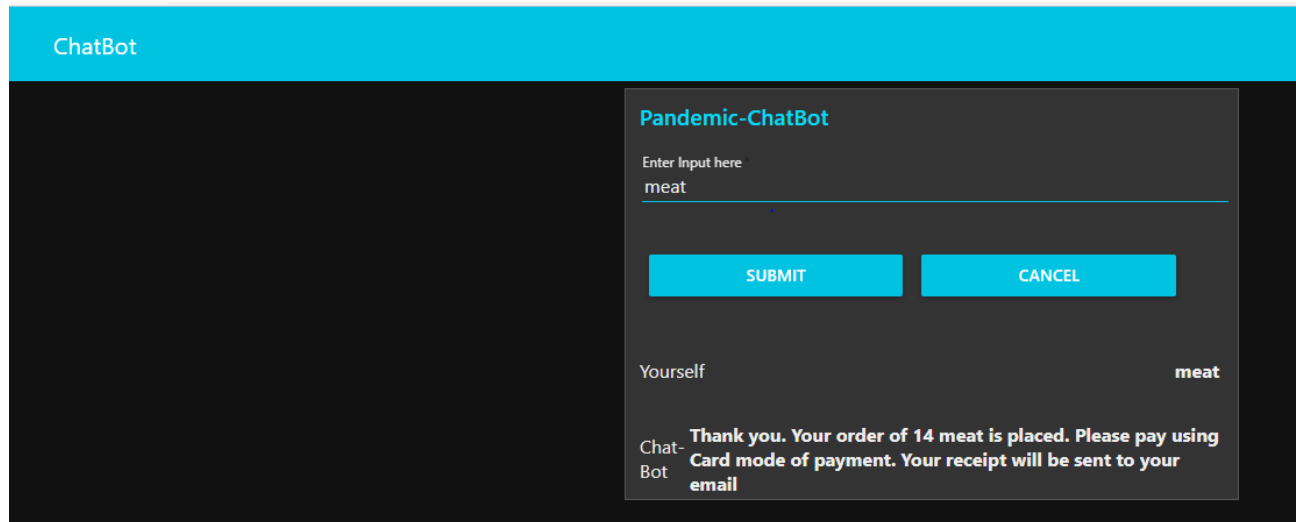 ChatBot
Pandemic-ChatBot
Enter Input here *
meat
SUBMIT CANCEL
Yourself meat
Chat-
Bot
Thank you. Your order of 14 meat is placed. Please pay using
Card mode of payment. Your receipt will be sent to your
email